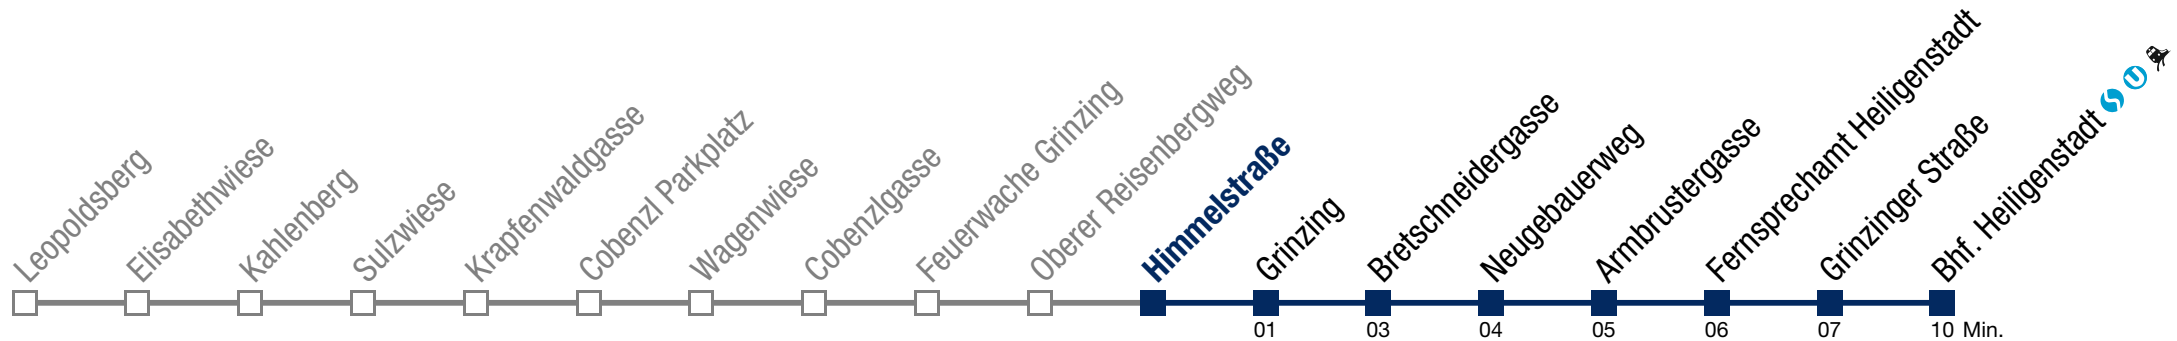 Leopoldsberg
Elisabethwiese
Kahlenberg
Sulzwiese
Krapfenwaldgasse
Cobenzl Parkplatz
Wagenwiese
Cobenzlgasse
Feuerwache Grinzing
Oberer Reisenbergweg
Himmelstraße
Grinzing
Bretschneidergasse
Neugebauerweg
Armbrustergasse
Fernsprechamt Heiligenstadt
Grinzinger Straße
Bhf. Heiligenstadt S U
01 03 04 05 06 07 10 Min.